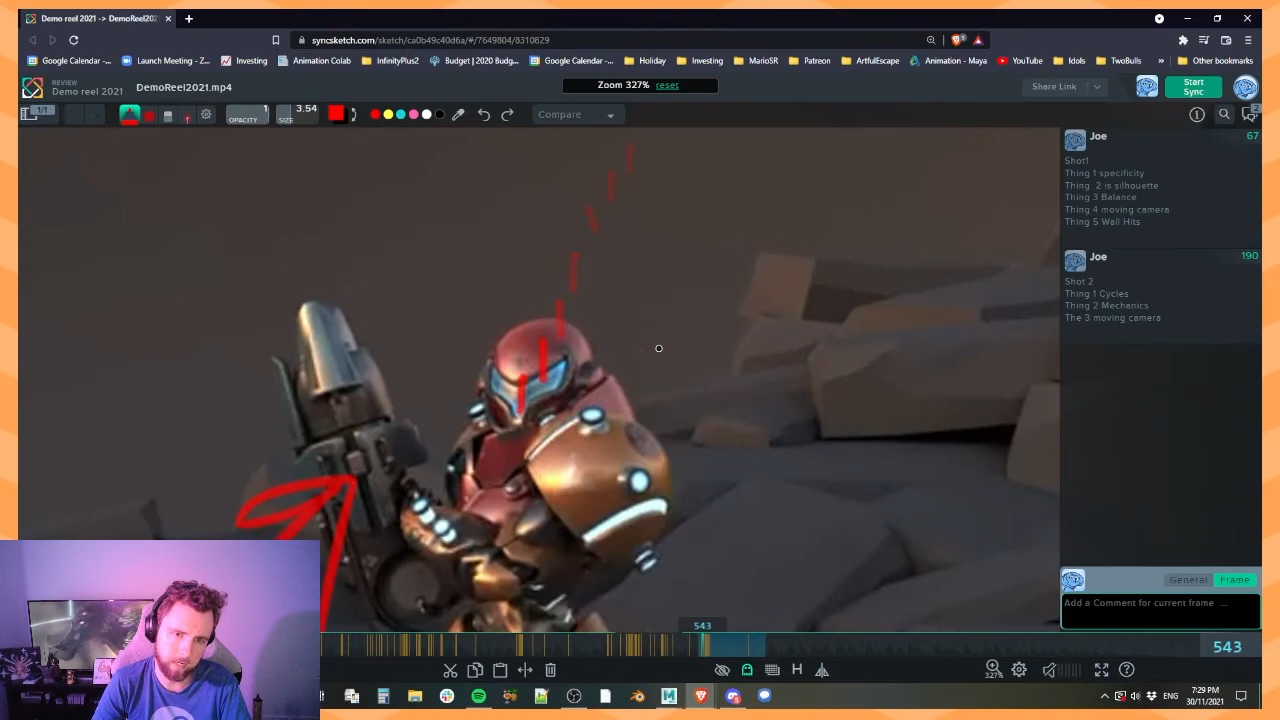 Demo reel 2021 -> DemoReel202
syncsketch.com/sketch/ca0b49c40d6a/#/7649804/8310829
Google Calendar -... Launch Meeting - Z... Investing Animation Colab InfinityPlus2 Budget | 2020 Budg... Google Calendar -... Holiday Investing MarioSR Patreon ArtfulEscape Animation - Maya YouTube Idols TwoBulls » Other bookmarks
REVIEW
Demo reel 2021
DemoReel2021.mp4
Zoom 327% reset
Share Link
Start
Sync
1/1
OPACITY 1
SIZE 3.54
Compare
2
Joe 67
Shot1
Thing 1 specificity
Thing 2 is silhouette
Thing 3 Balance
Thing 4 moving camera
Thing 5 Wall Hits
Joe 190
Shot 2
Thing 1 Cycles
Thing 2 Mechanics
The 3 moving camera
General Frame
Add a Comment for current frame ...
543
543
H
327%
ENG
7:29 PM
30/11/2021